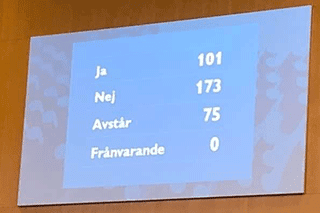 Ja 101
Nej 173
Avstår 75
Frånvarande 0